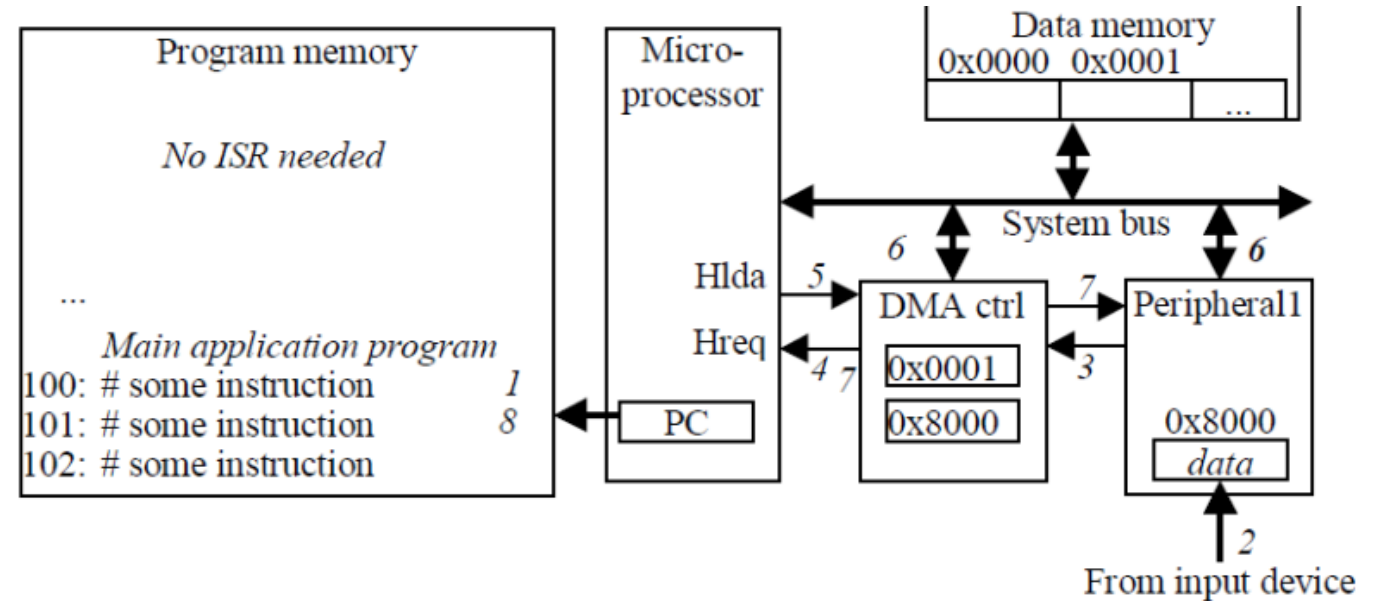 Program memory
No ISR needed
...
Main application program
100: # some instruction 1
101: # some instruction 8
102: # some instruction
Micro-
processor
Hlda
Hreq
PC
5
4
7
Data memory
0x0000 0x0001
...
System bus
6
6
DMA ctrl
0x0001
0x8000
7
3
Peripheral1
0x8000
data
2
From input device